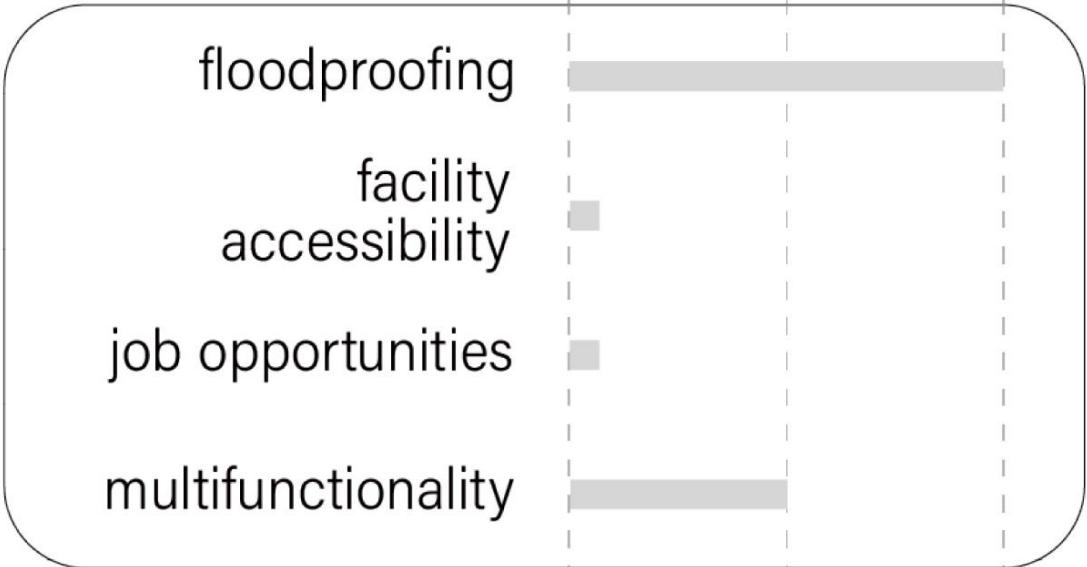 floodproofing
facility
accessibility
job opportunities
multifunctionality